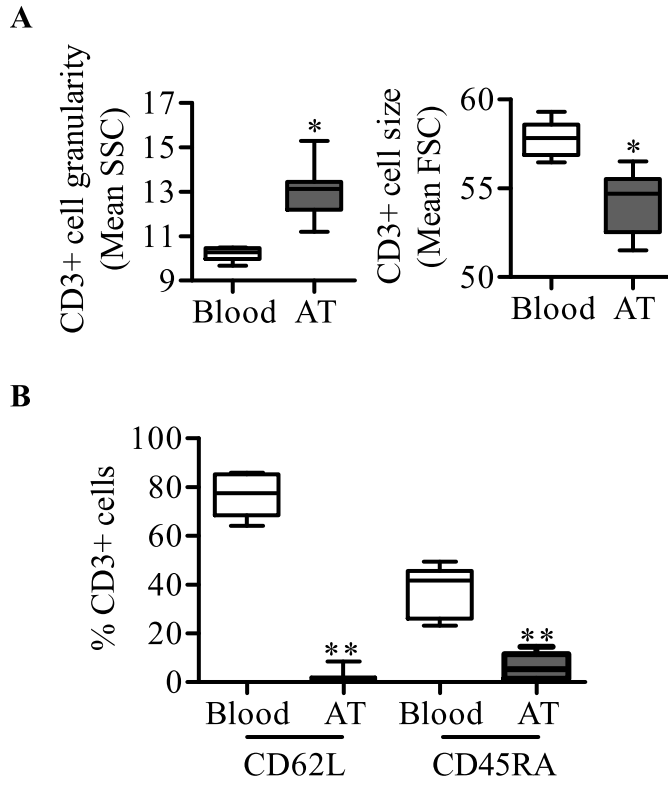 A
CD3+ cell granularity
(Mean SSC)
17
15
13
11
9
*
Blood AT
CD3+ cell size
(Mean FSC)
60
55
50
*
Blood AT
B
% CD3+ cells
100
80
60
40
20
0
**
**
Blood AT Blood AT
CD62L CD45RA